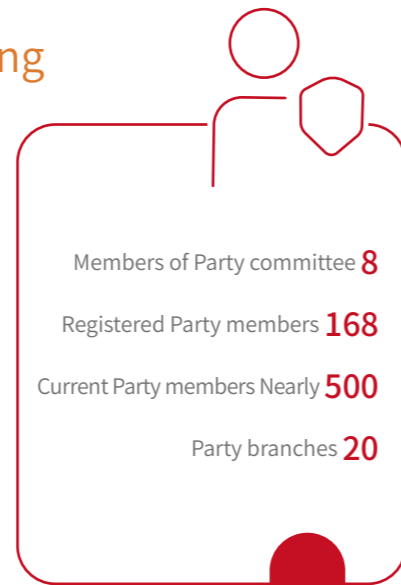 ng
Members of Party committee 8
Registered Party members 168
Current Party members Nearly 500
Party branches 20